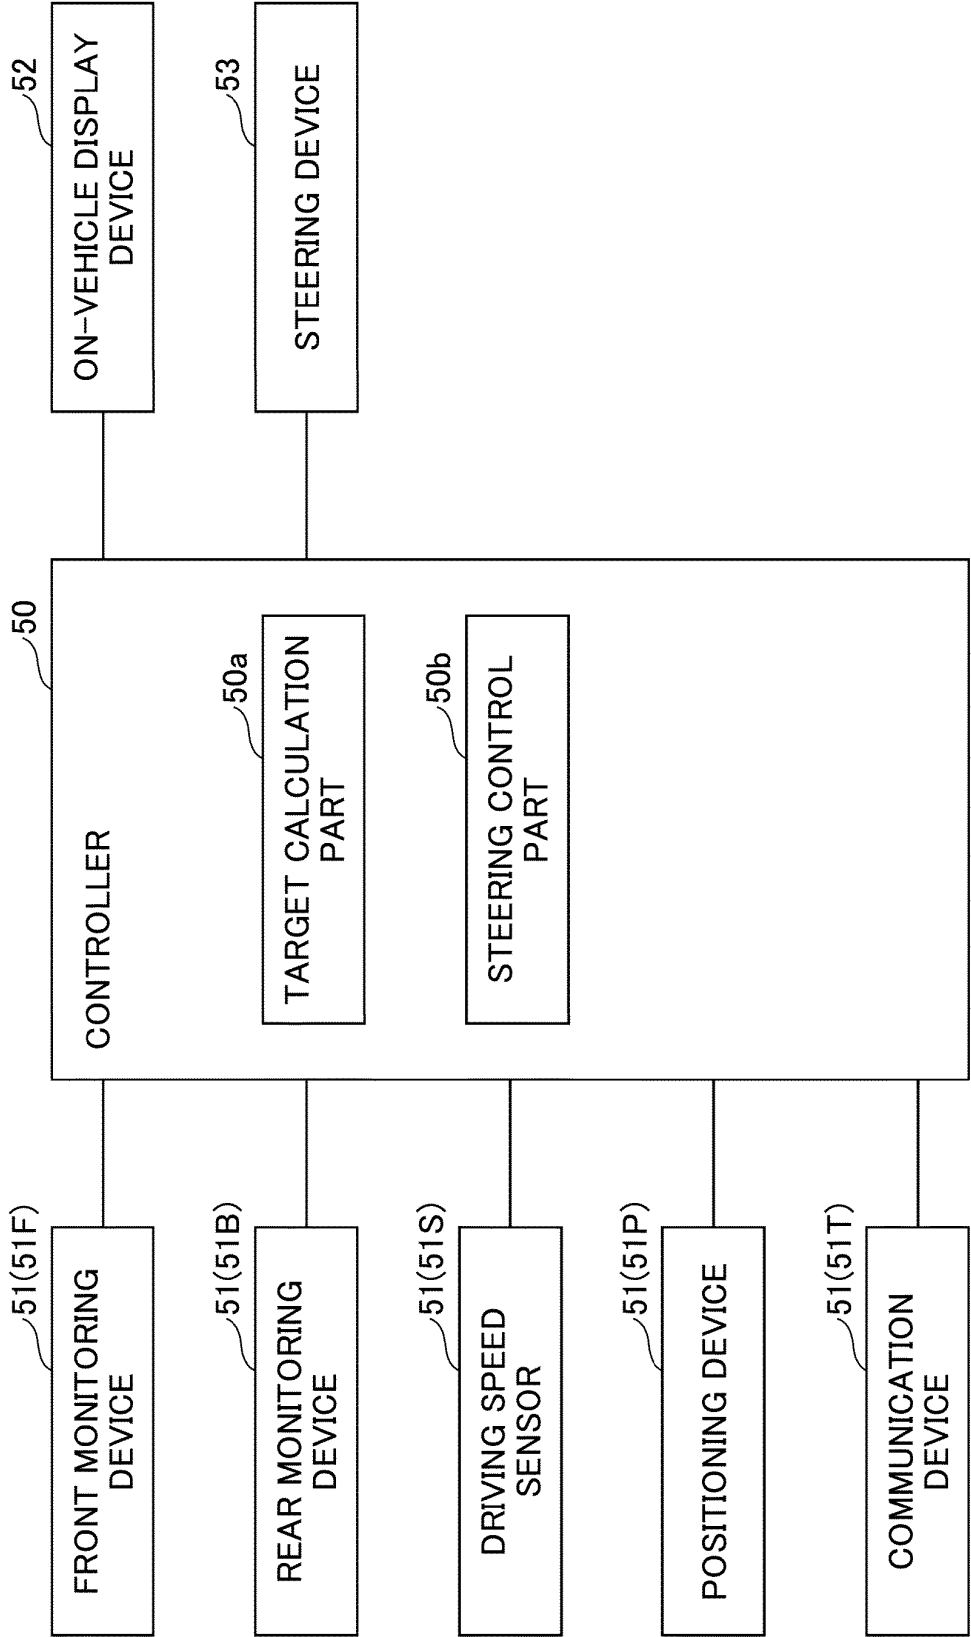 51(51F)
FRONT MONITORING
DEVICE
51(51B)
REAR MONITORING
DEVICE
51(51S)
DRIVING SPEED
SENSOR
51(51P)
POSITIONING DEVICE
51(51T)
COMMUNICATION
DEVICE
50
CONTROLLER
50a
TARGET CALCULATION
PART
50b
STEERING CONTROL
PART
52
ON-VEHICLE DISPLAY
DEVICE
53
STEERING DEVICE